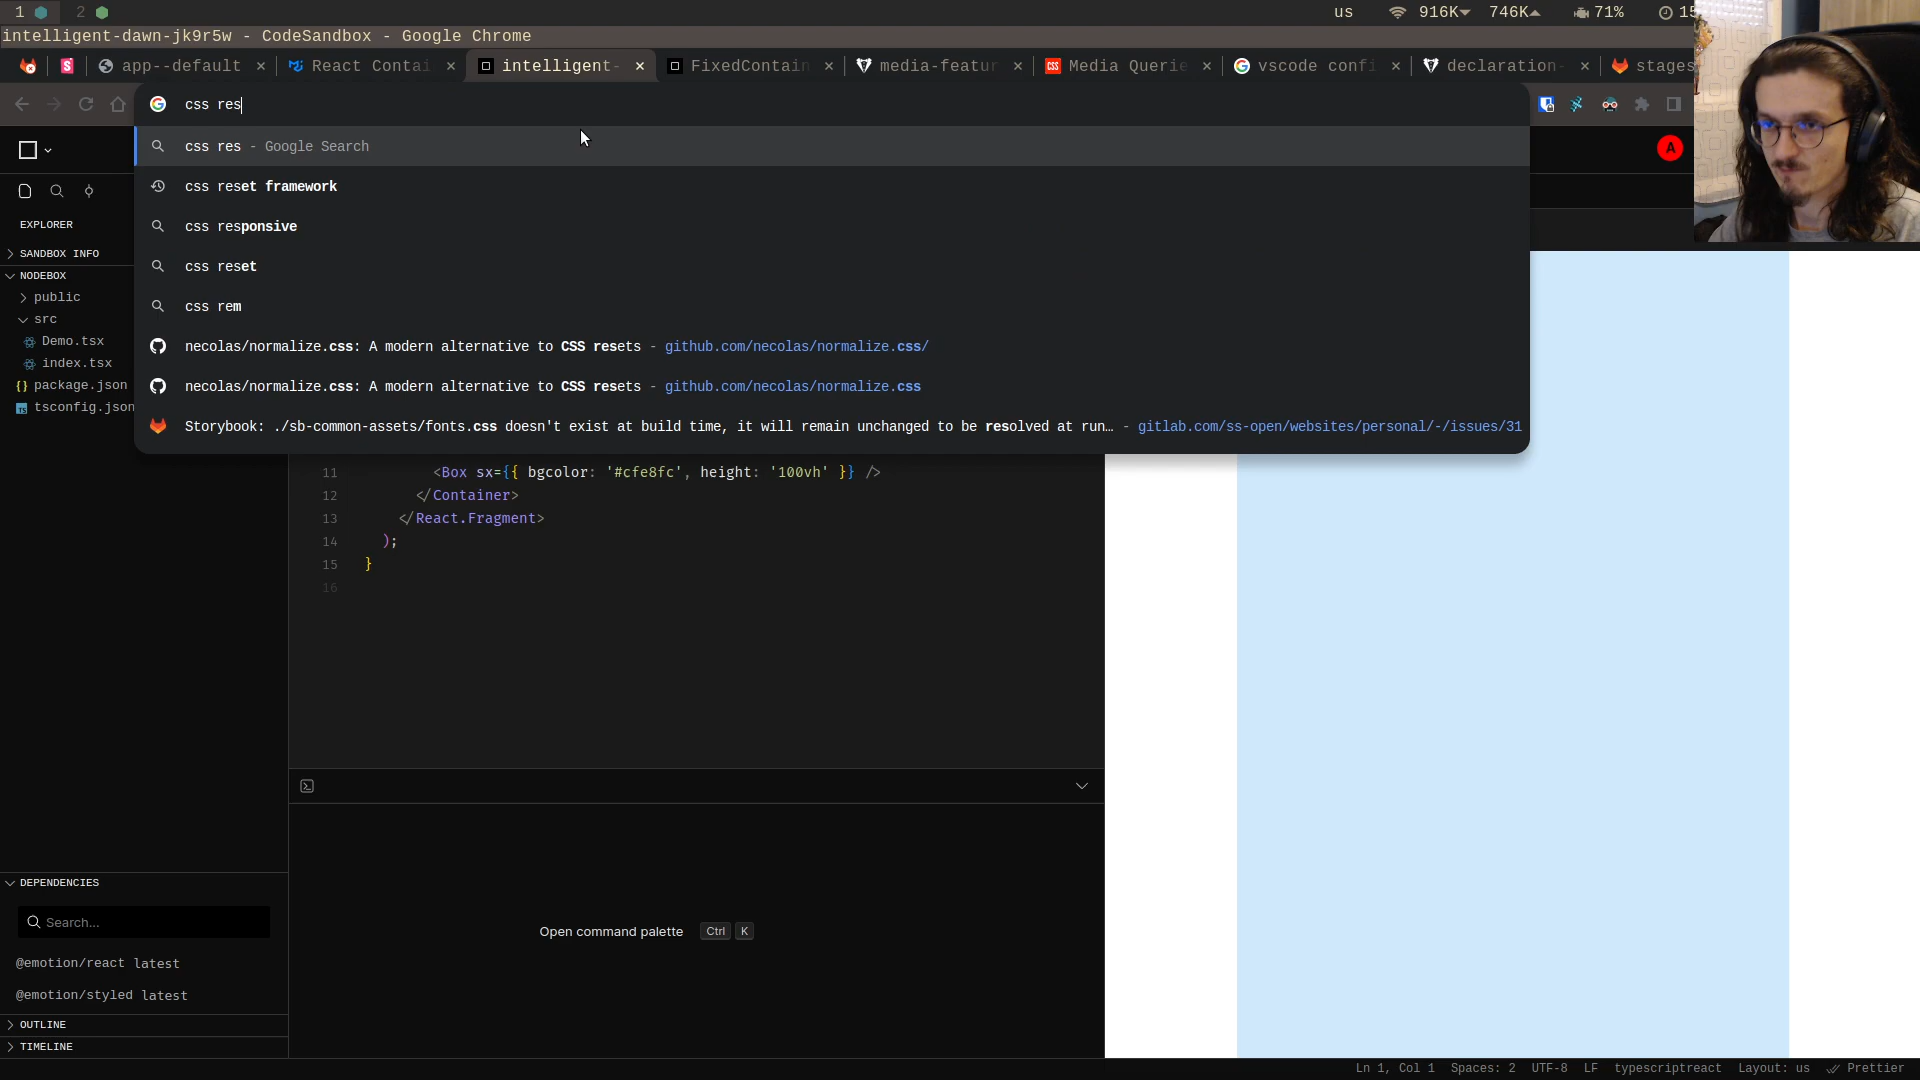 1 2 us 916K 746K 71% 15
intelligent-dawn-jk9r5w - CodeSandbox - Google Chrome
app--default React Contai intelligent- FixedContain media-featur CSS Media Querie vscode confi declaration- stages
css res
A
css res - Google Search
css reset framework
css responsive
css reset
css rem
necolas/normalize.css: A modern alternative to CSS resets - github.com/necolas/normalize.css/
necolas/normalize.css: A modern alternative to CSS resets - github.com/necolas/normalize.css
Storybook: ./sb-common-assets/fonts.css doesn't exist at build time, it will remain unchanged to be resolved at run… - gitlab.com/ss-open/websites/personal/-/issues/31
EXPLORER
SANDBOX INFO
NODEBOX
public
src
Demo.tsx
index.tsx
package.json
tsconfig.json
11 <Box sx={{ bgcolor: '#cfe8fc', height: '100vh' }} />
12 </Container>
13 </React.Fragment>
14 );
15 }
16
Open command palette Ctrl K
DEPENDENCIES
Search...
@emotion/react latest
@emotion/styled latest
OUTLINE
TIMELINE
Ln 1, Col 1 Spaces: 2 UTF-8 LF typescriptreact Layout: us Prettier